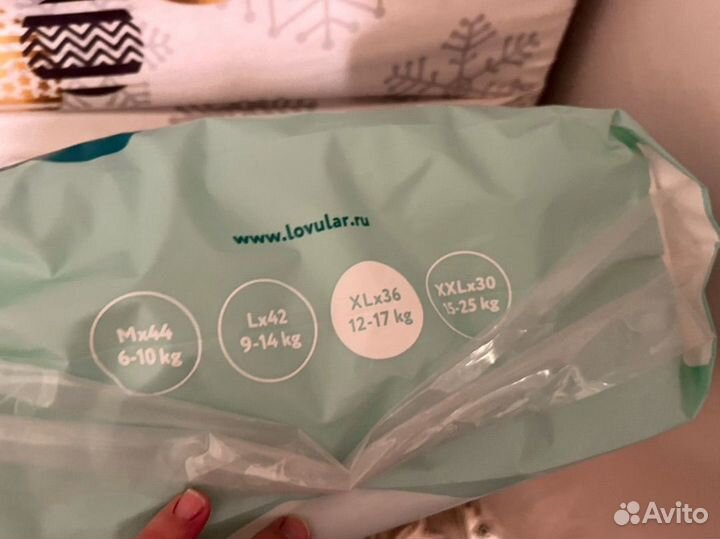 www.lovular.ru
Mx44
6-10 kg
Lx42
9-14 kg
XLx36
12-17 kg
XXLx30
15-25 kg
Avito